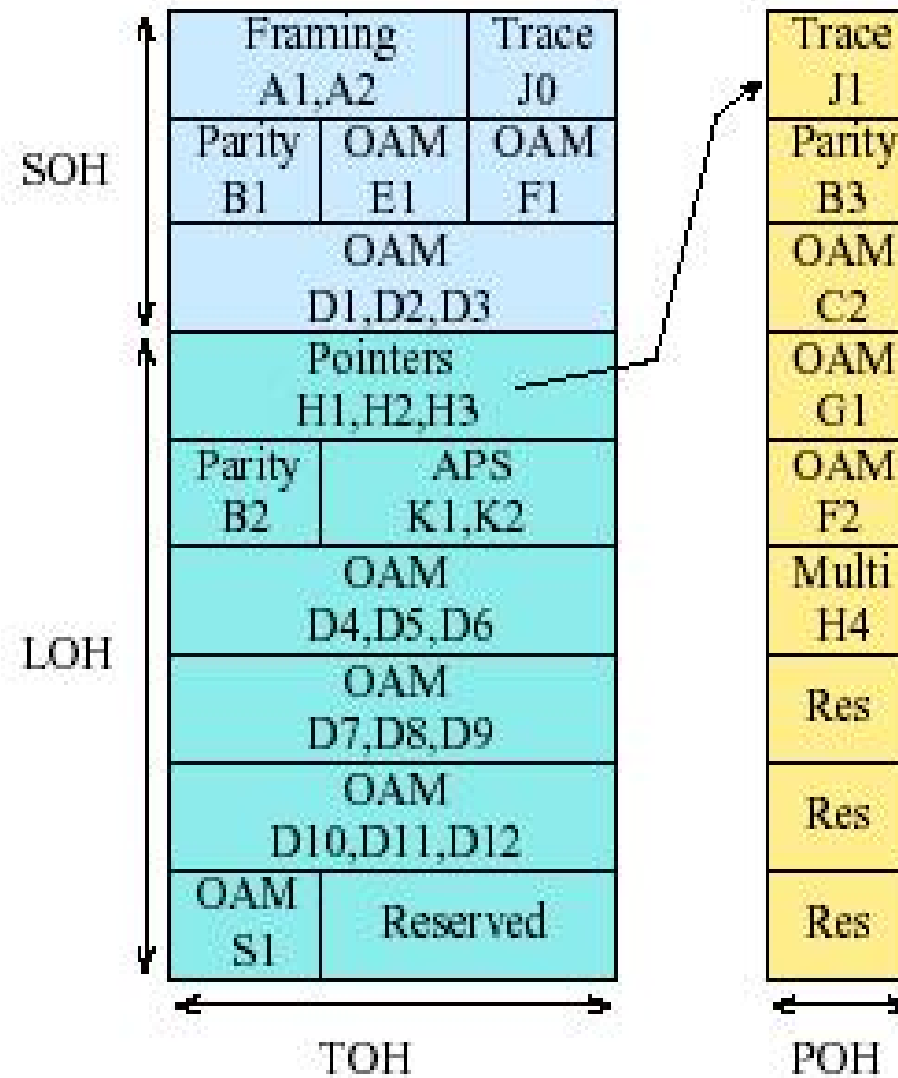 Framing
A1,A2
Trace
J0
Parity
B1
OAM
E1
OAM
F1
OAM
D1,D2,D3
SOH
Pointers
H1,H2,H3
Parity
B2
APS
K1,K2
OAM
D4,D5,D6
OAM
D7,D8,D9
OAM
D10,D11,D12
OAM
S1
Reserved
LOH
TOH
Trace
J1
Parity
B3
OAM
C2
OAM
G1
OAM
F2
Multi
H4
Res
Res
Res
POH